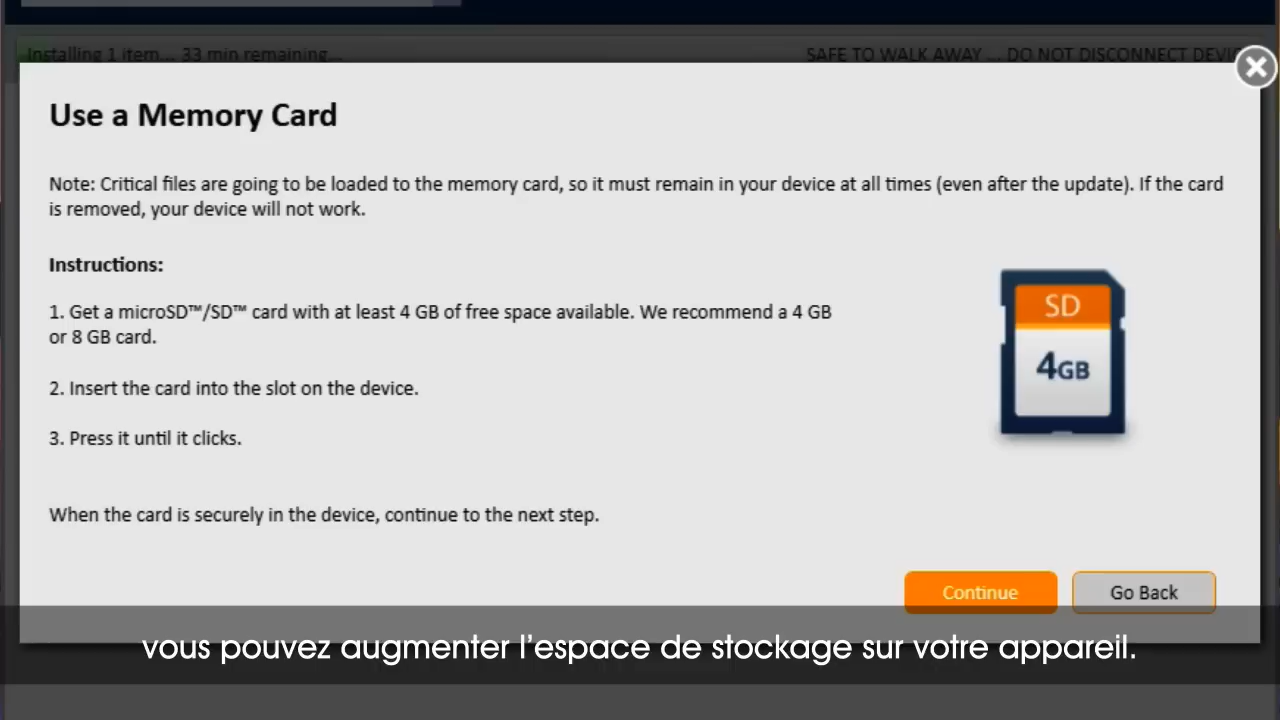 Installing 1 item... 33 min remaining...
SAFE TO WALK AWAY ... DO NOT DISCONNECT
Use a Memory Card
Note: Critical files are going to be loaded to the memory card, so it must remain in your device at all times (even after the update). If the card
is removed, your device will not work.
Instructions:
1. Get a microSD™/SD™ card with at least 4 GB of free space available. We recommend a 4 GB
or 8 GB card.
2. Insert the card into the slot on the device.
3. Press it until it clicks.
SD
4GB
When the card is securely in the device, continue to the next step.
Continue
Go Back
vous pouvez augmenter l'espace de stockage sur votre appareil.